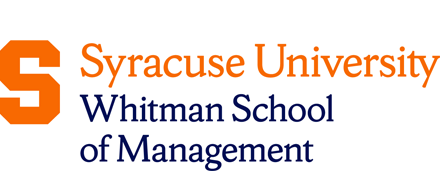 S
Syracuse University
Whitman School
of Management